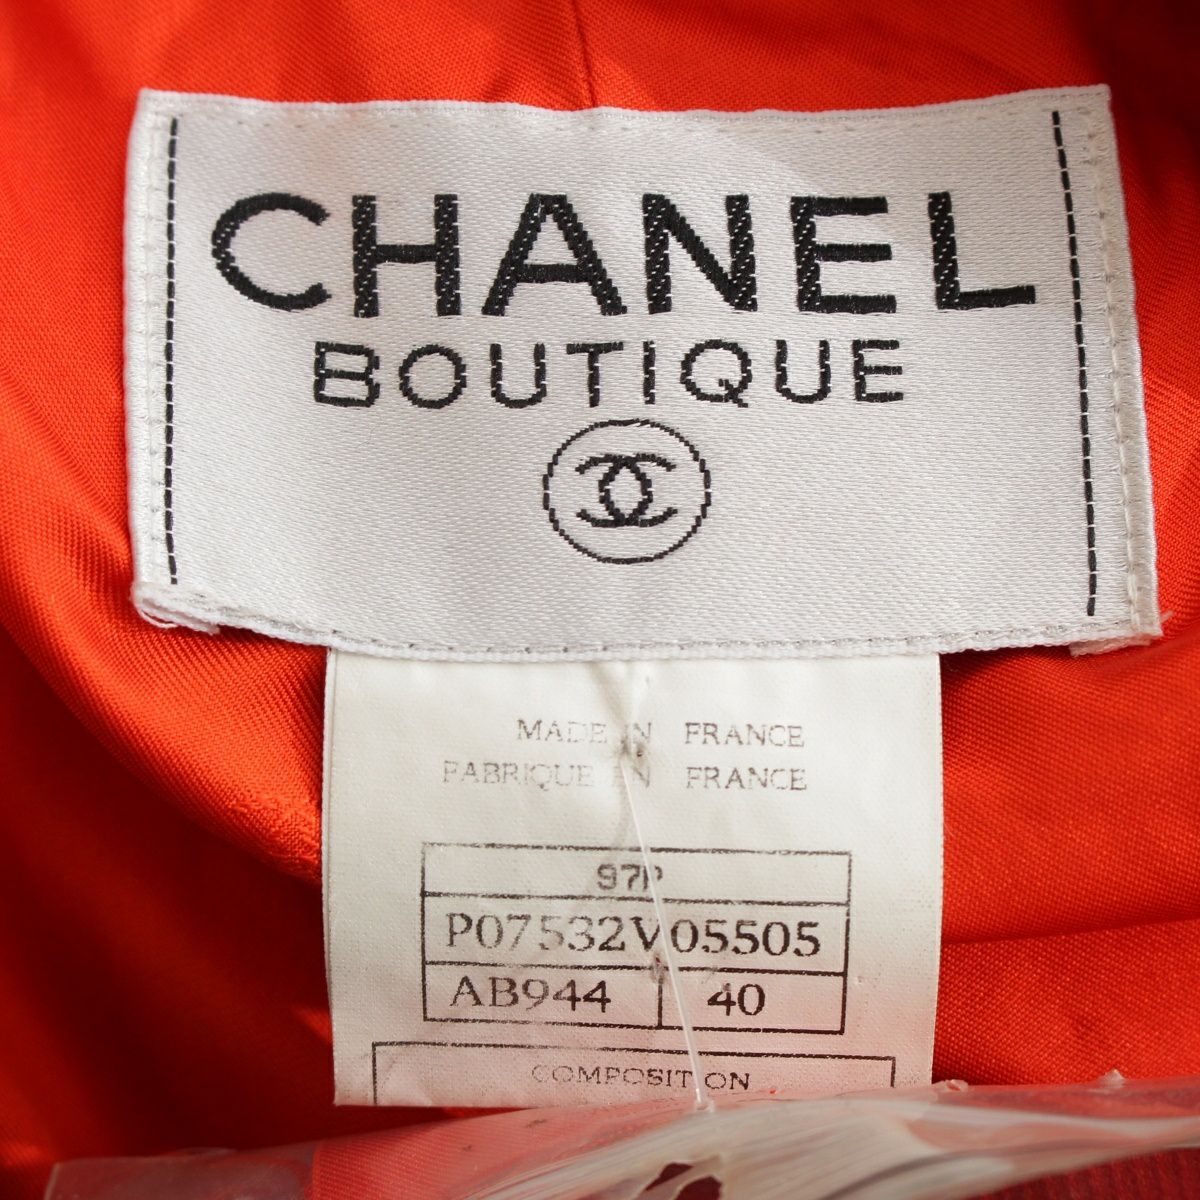 CHANEL
BOUTIQUE
MADE IN FRANCE
FABRIQUE EN FRANCE
97P
P07532V05505
AB944 40
COMPOSITION